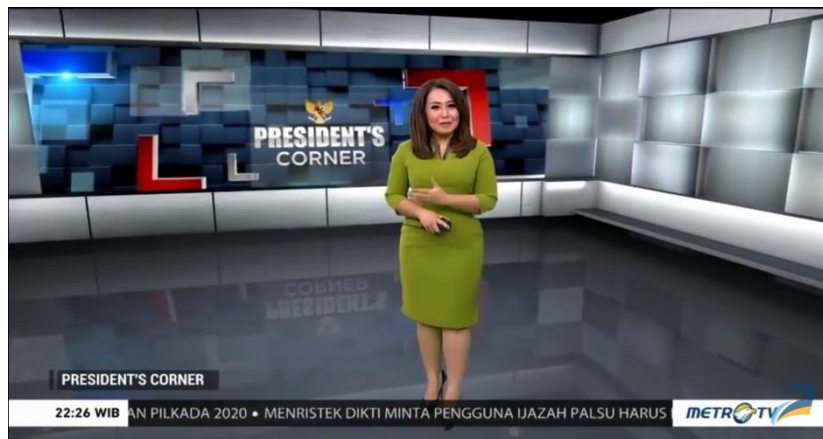 PRESIDENT'S
CORNER
PRESIDENT'S CORNER
22:26 WIB
AN PILKADA 2020 • MENRISTEK DIKTI MINTA PENGGUNA IJAZAH PALSU HARUS
METRO TV